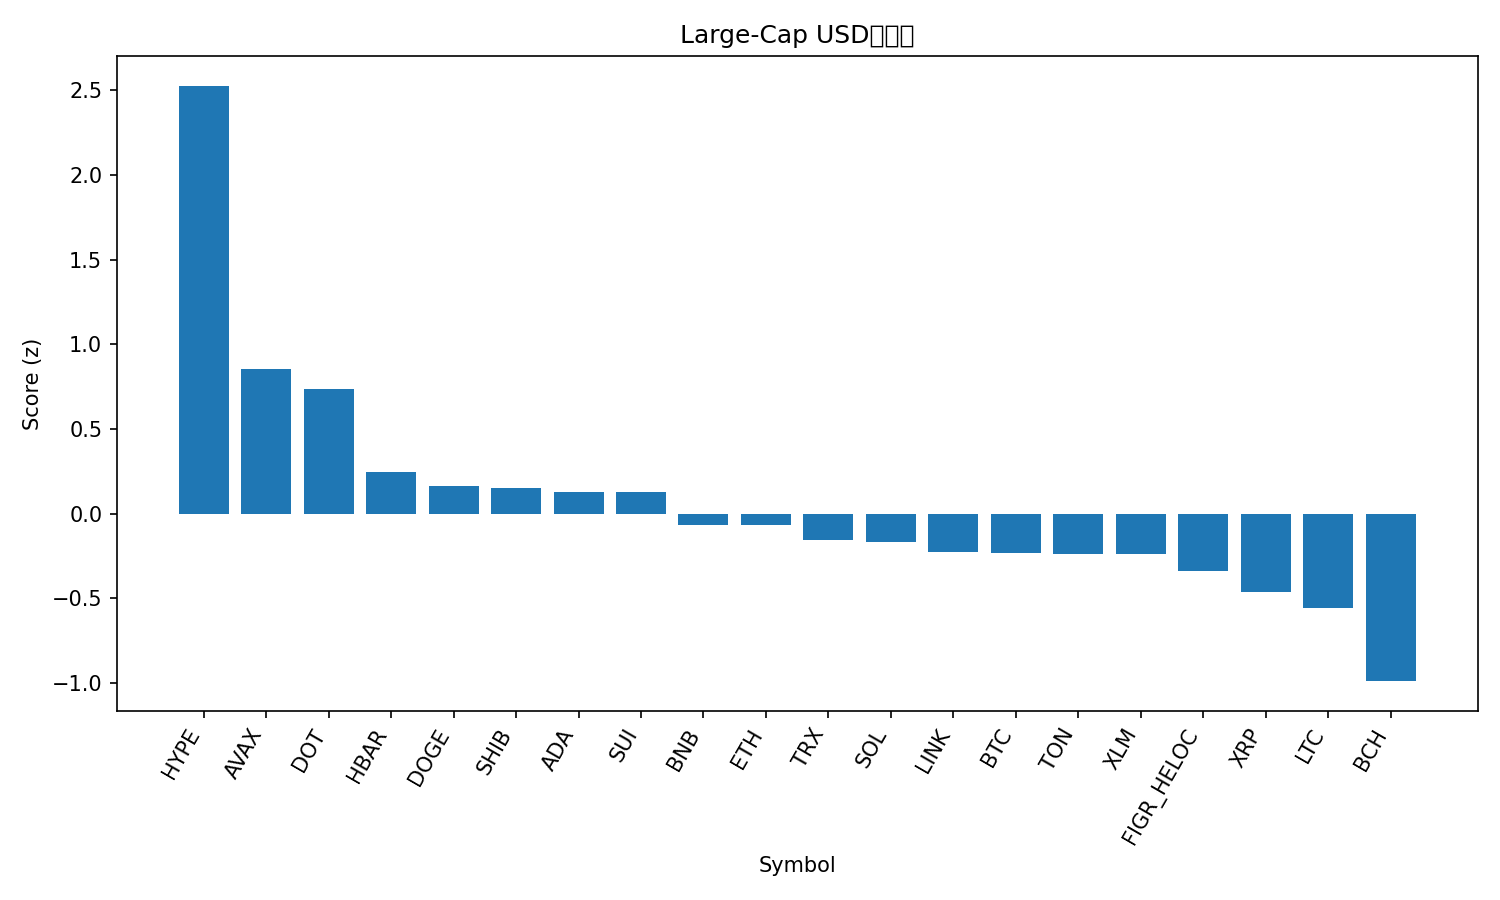 Large-Cap USD
Score (z)
2.5
2.0
1.5
1.0
0.5
0.0
−0.5
−1.0
HYPE
AVAX
DOT
HBAR
DOGE
SHIB
ADA
SUI
BNB
ETH
TRX
SOL
LINK
BTC
TON
XLM
FIGR_HELOC
XRP
LTC
BCH
Symbol